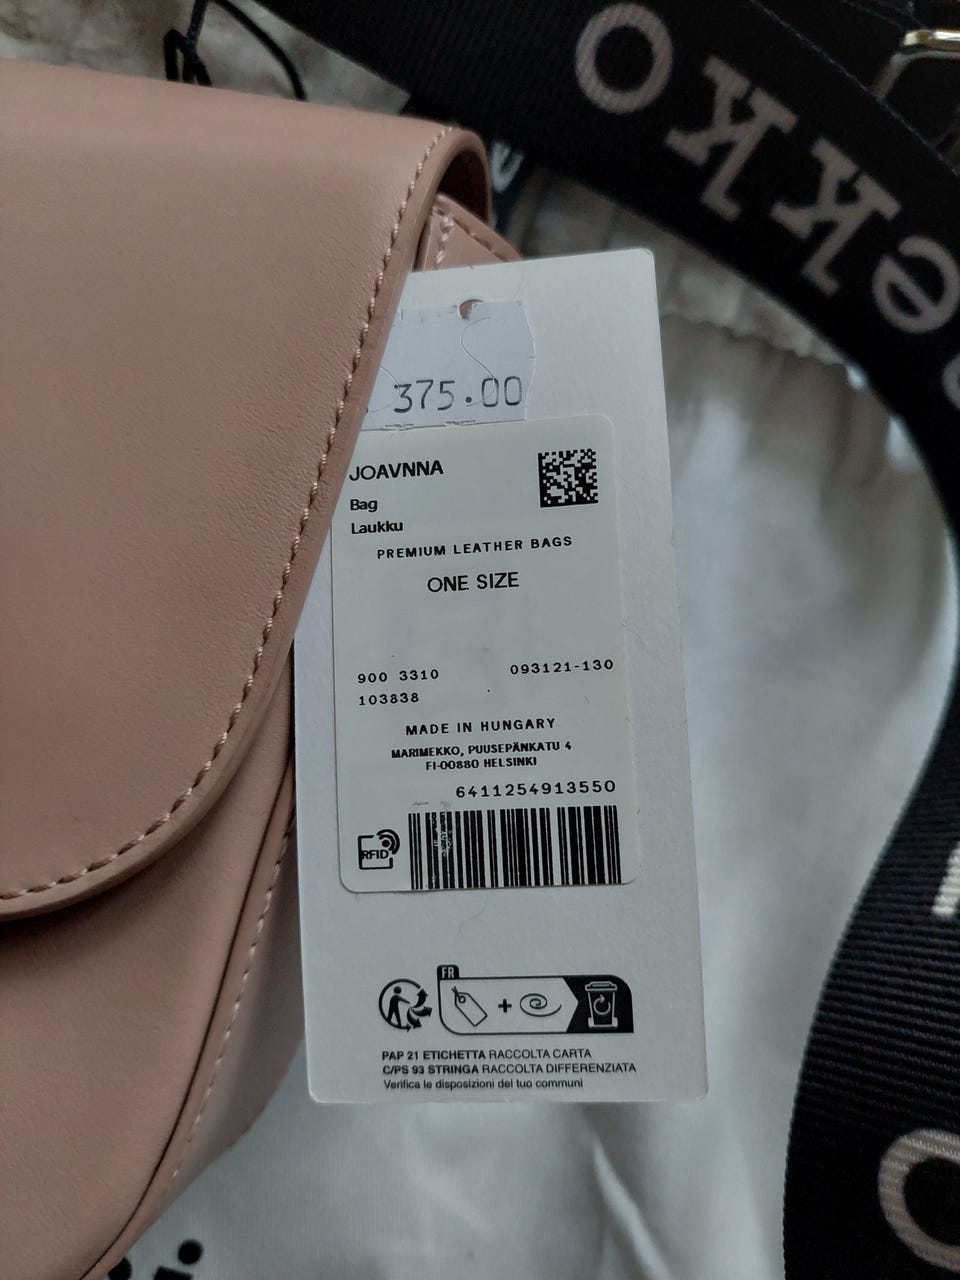 ekko
375.00
JOAVNNA
Bag
Laukku
PREMIUM LEATHER BAGS
ONE SIZE
900 3310 093121-130
103838
MADE IN HUNGARY
MARIMEKKO, PUUSEPÄNKATU 4
FI-00880 HELSINKI
6411254913550
RFID
FR
+
PAP 21 ETICHETTA RACCOLTA CARTA
C/PS 93 STRINGA RACCOLTA DIFFERENZIATA
Verifica le disposizioni del tuo communi